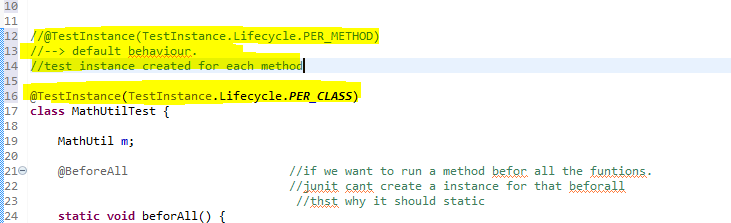 10
11
12 //@TestInstance(TestInstance.Lifecycle.PER_METHOD)
13 //--> default behaviour.
14 //test instance created for each method
15
16 @TestInstance(TestInstance.Lifecycle.PER_CLASS)
17 class MathUtilTest {
18
19 MathUtil m;
20
21 @BeforeAll //if we want to run a method befor all the funtions.
22 //junit cant create a instance for that beforall
23 //thst why it should static
24 static void beforAll() {